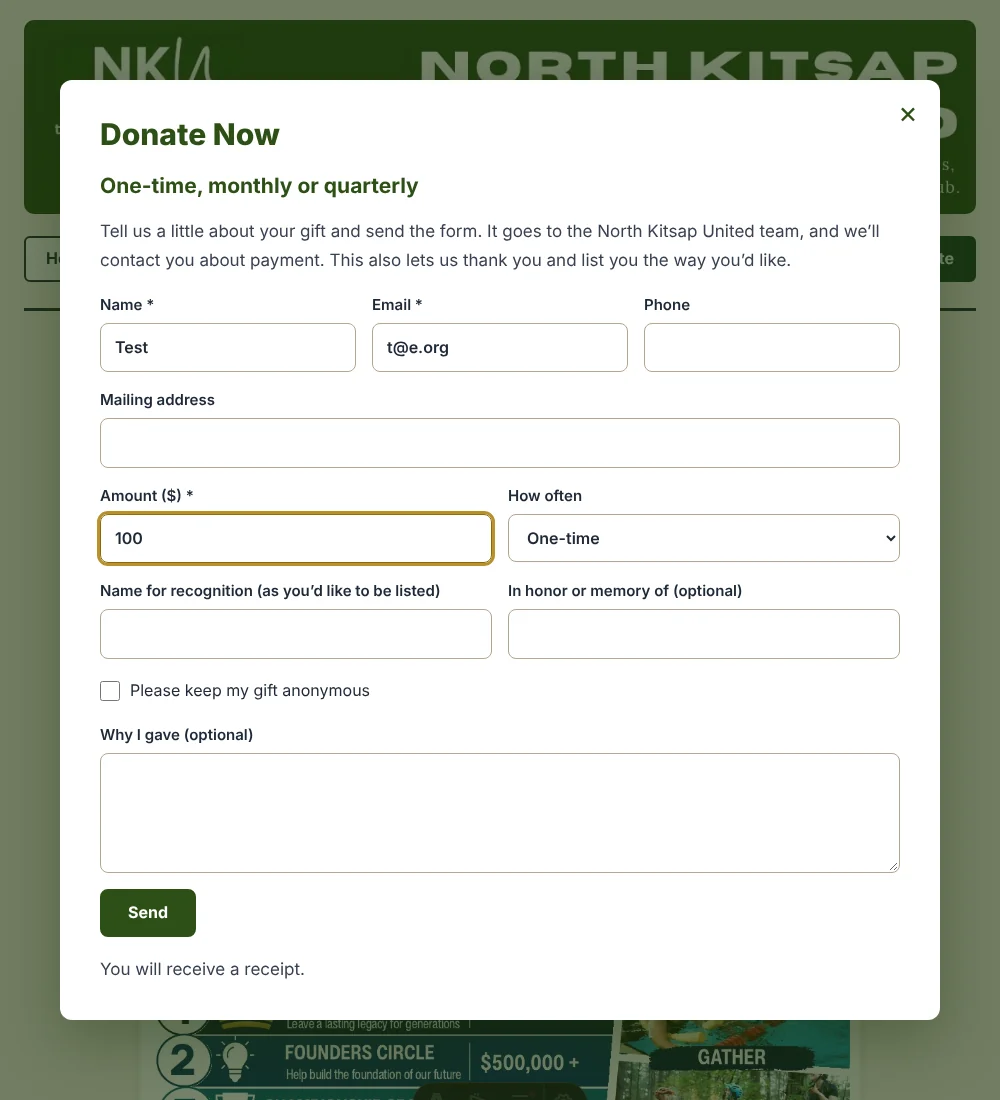 NK
NORTH KITSAP
Donate Now
✕
One-time, monthly or quarterly
Tell us a little about your gift and send the form. It goes to the North Kitsap United team, and we’ll
contact you about payment. This also lets us thank you and list you the way you’d like.
Name *
Email *
Phone
Test
t@e.org
Mailing address
Amount ($) *
How often
100
One-time
Name for recognition (as you’d like to be listed)
In honor or memory of (optional)
Please keep my gift anonymous
Why I gave (optional)
Send
You will receive a receipt.
Leave a lasting legacy for generations
2
FOUNDERS CIRCLE
Help build the foundation of our future
$500,000 +
GATHER